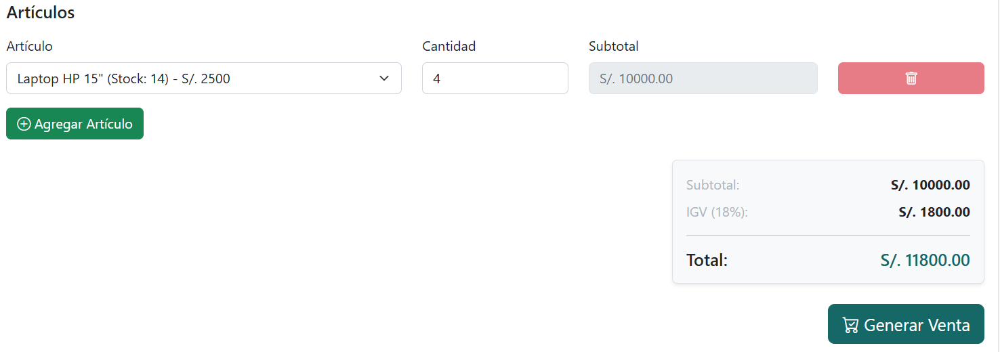 Artículos
Artículo Cantidad Subtotal
Laptop HP 15" (Stock: 14) - S/. 2500 4 S/. 10000.00
Agregar Artículo
Subtotal: S/. 10000.00
IGV (18%): S/. 1800.00
Total: S/. 11800.00
Generar Venta